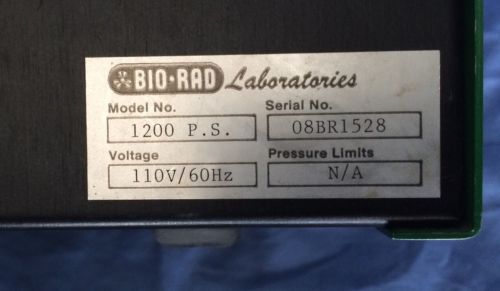 BIO·RAD Laboratories
Model No. Serial No.
1200 P.S. 08BR1528
Voltage Pressure Limits
110V/60Hz N/A